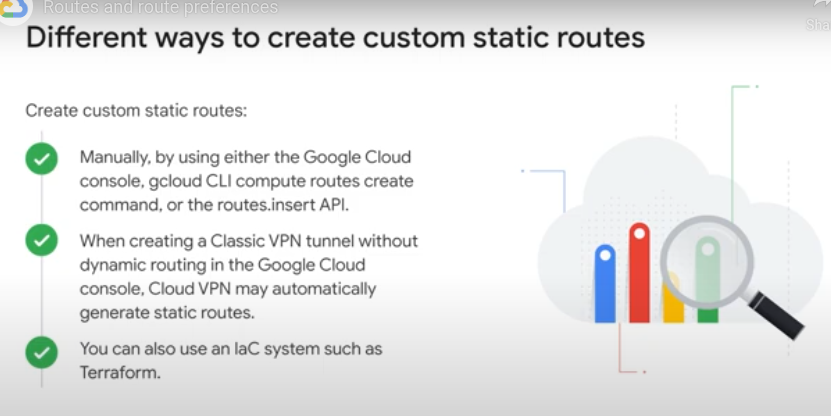 Routes and route preferences
Sha
Different ways to create custom static routes
Create custom static routes:
Manually, by using either the Google Cloud
console, gcloud CLI compute routes create
command, or the routes.insert API.
When creating a Classic VPN tunnel without
dynamic routing in the Google Cloud
console, Cloud VPN may automatically
generate static routes.
You can also use an IaC system such as
Terraform.